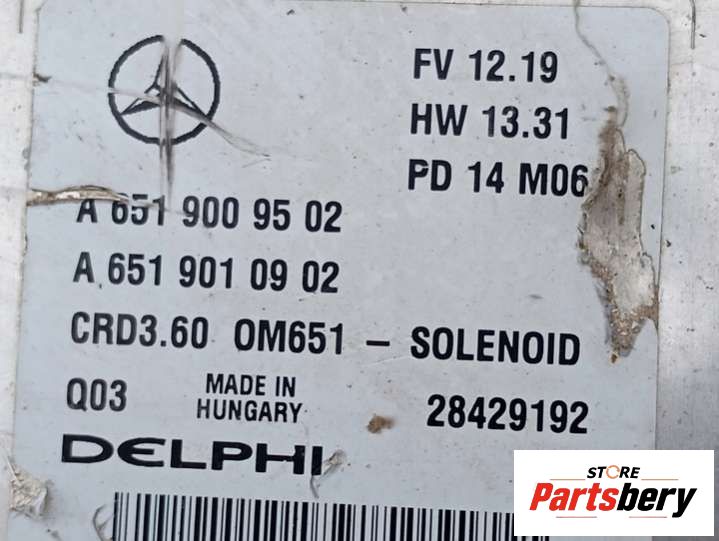 FV 12.19
HW 13.31
PD 14 M06
A 651 900 95 02
A 651 901 09 02
CRD3.60 OM651 – SOLENOID
Q03 MADE IN HUNGARY 28429192
DELPHI
STORE
Partsbery